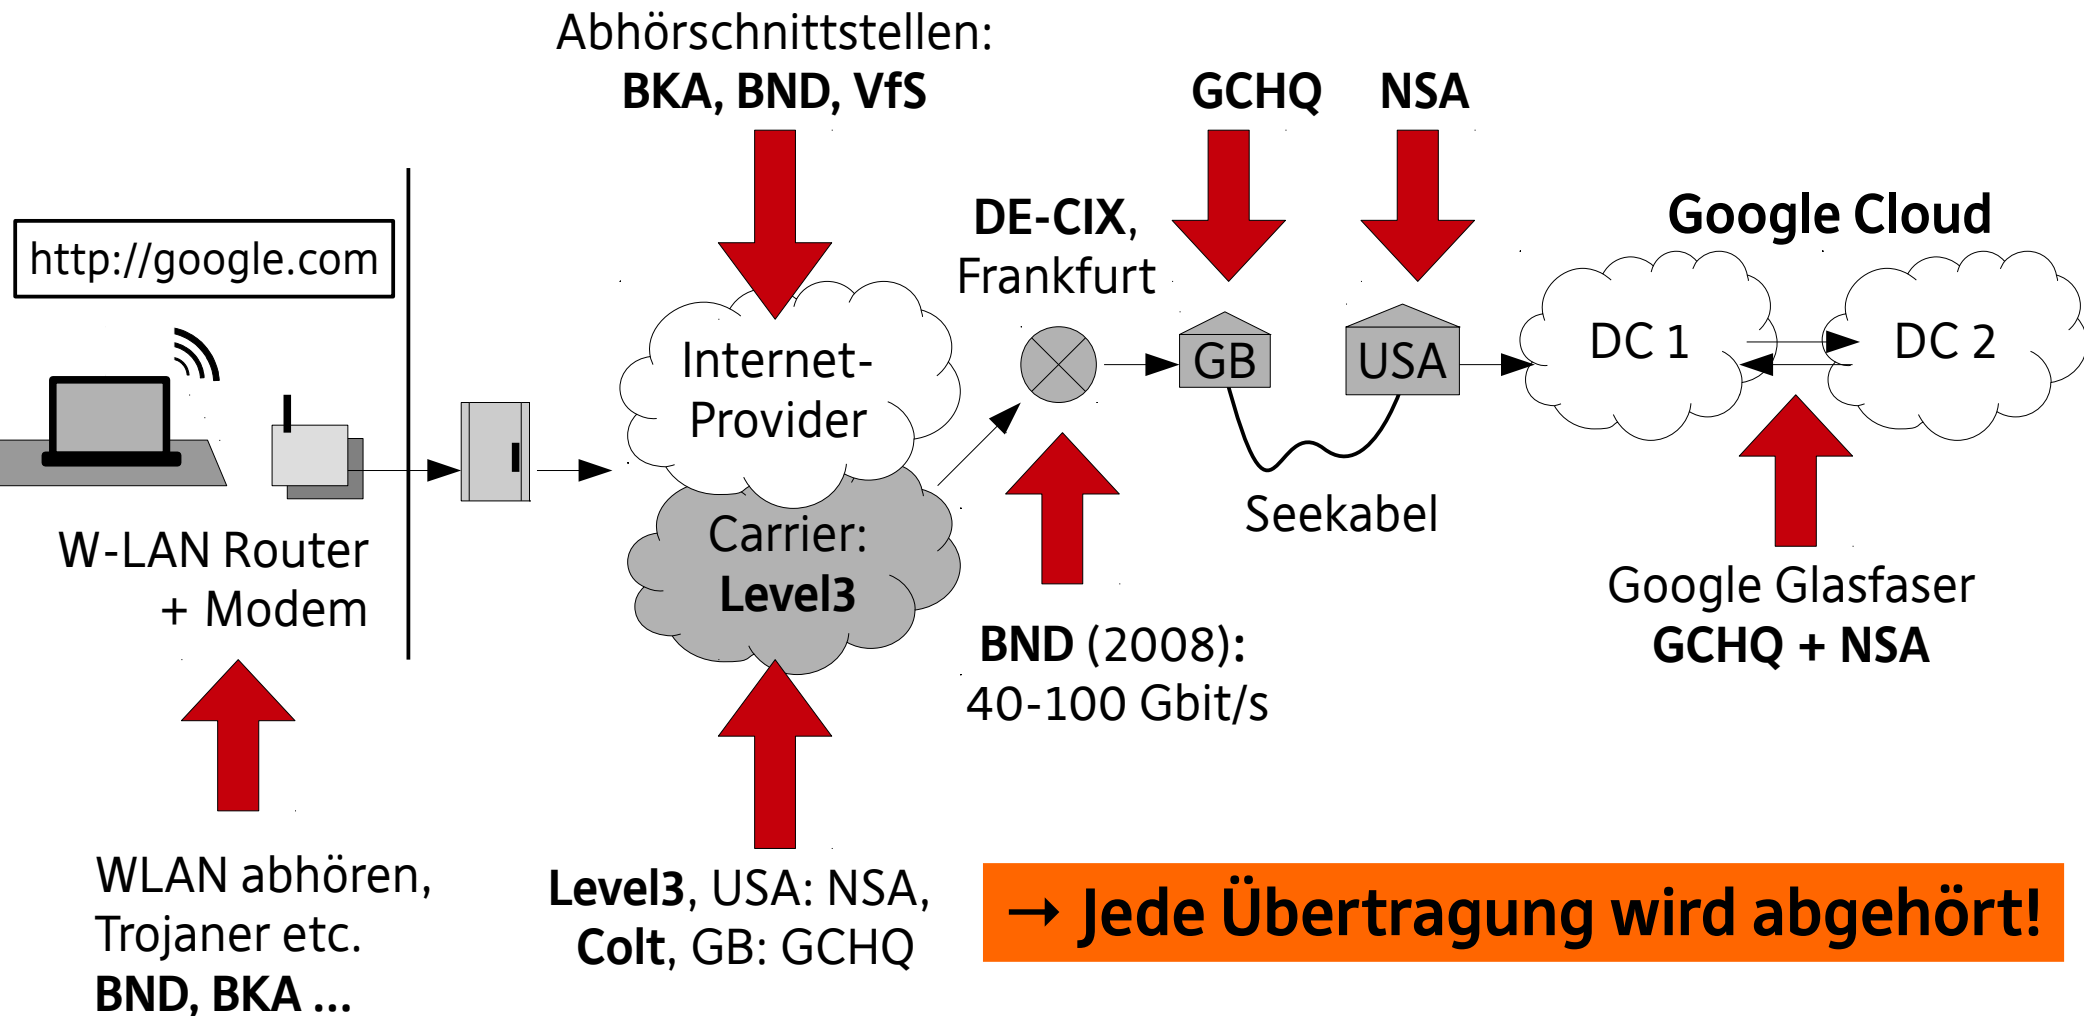 Abhörschnittstellen:
BKA, BND, VfS
GCHQ
NSA
http://google.com
DE-CIX,
Frankfurt
Google Cloud
Internet-
Provider
GB
USA
DC 1
DC 2
Carrier:
Level3
Seekabel
W-LAN Router
+ Modem
BND (2008):
40-100 Gbit/s
Google Glasfaser
GCHQ + NSA
WLAN abhören,
Trojaner etc.
BND, BKA ...
Level3, USA: NSA,
Colt, GB: GCHQ
→ Jede Übertragung wird abgehört!